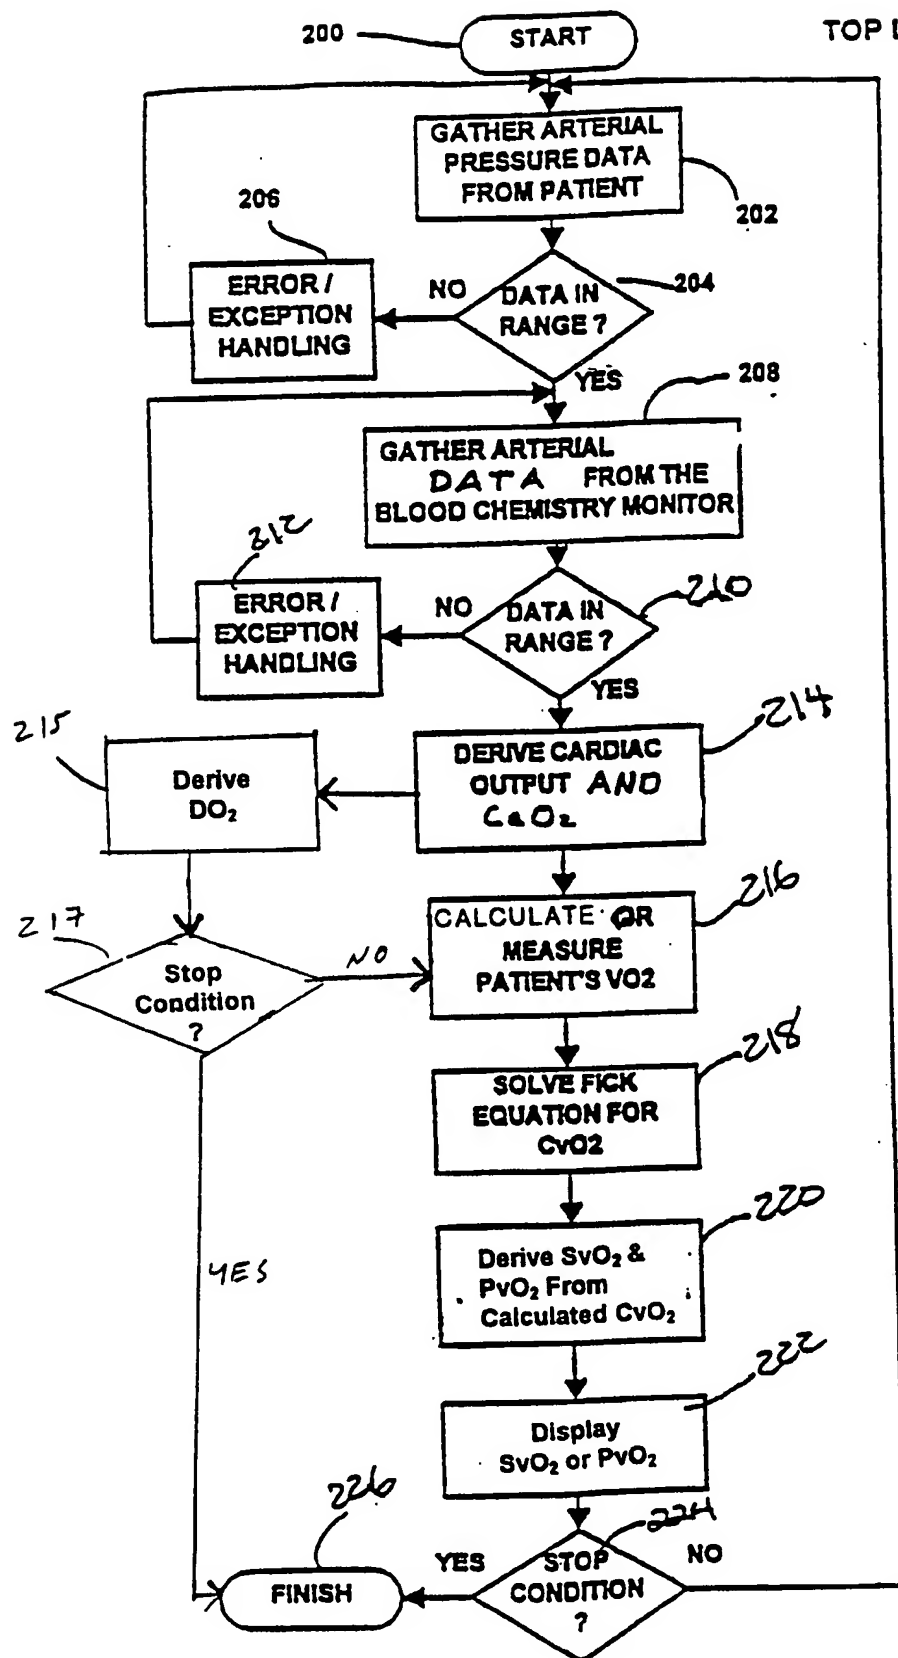 200
START
TOP
GATHER ARTERIAL
PRESSURE DATA
FROM PATIENT
202
206
ERROR /
EXCEPTION
HANDLING
NO
DATA IN
RANGE ?
204
YES
208
GATHER ARTERIAL
DATA FROM THE
BLOOD CHEMISTRY MONITOR
212
ERROR /
EXCEPTION
HANDLING
NO
DATA IN
RANGE ?
210
YES
214
215
Derive
DO₂
DERIVE CARDIAC
OUTPUT AND
CaO₂
216
CALCULATE OR
MEASURE
PATIENT'S VO2
217
Stop
Condition
?
NO
218
SOLVE FICK
EQUATION FOR
CvO2
220
Derive SvO₂ &
PvO₂ From
Calculated CvO₂
YES
222
Display
SvO₂ or PvO₂
226
224
FINISH
YES
STOP
CONDITION
?
NO